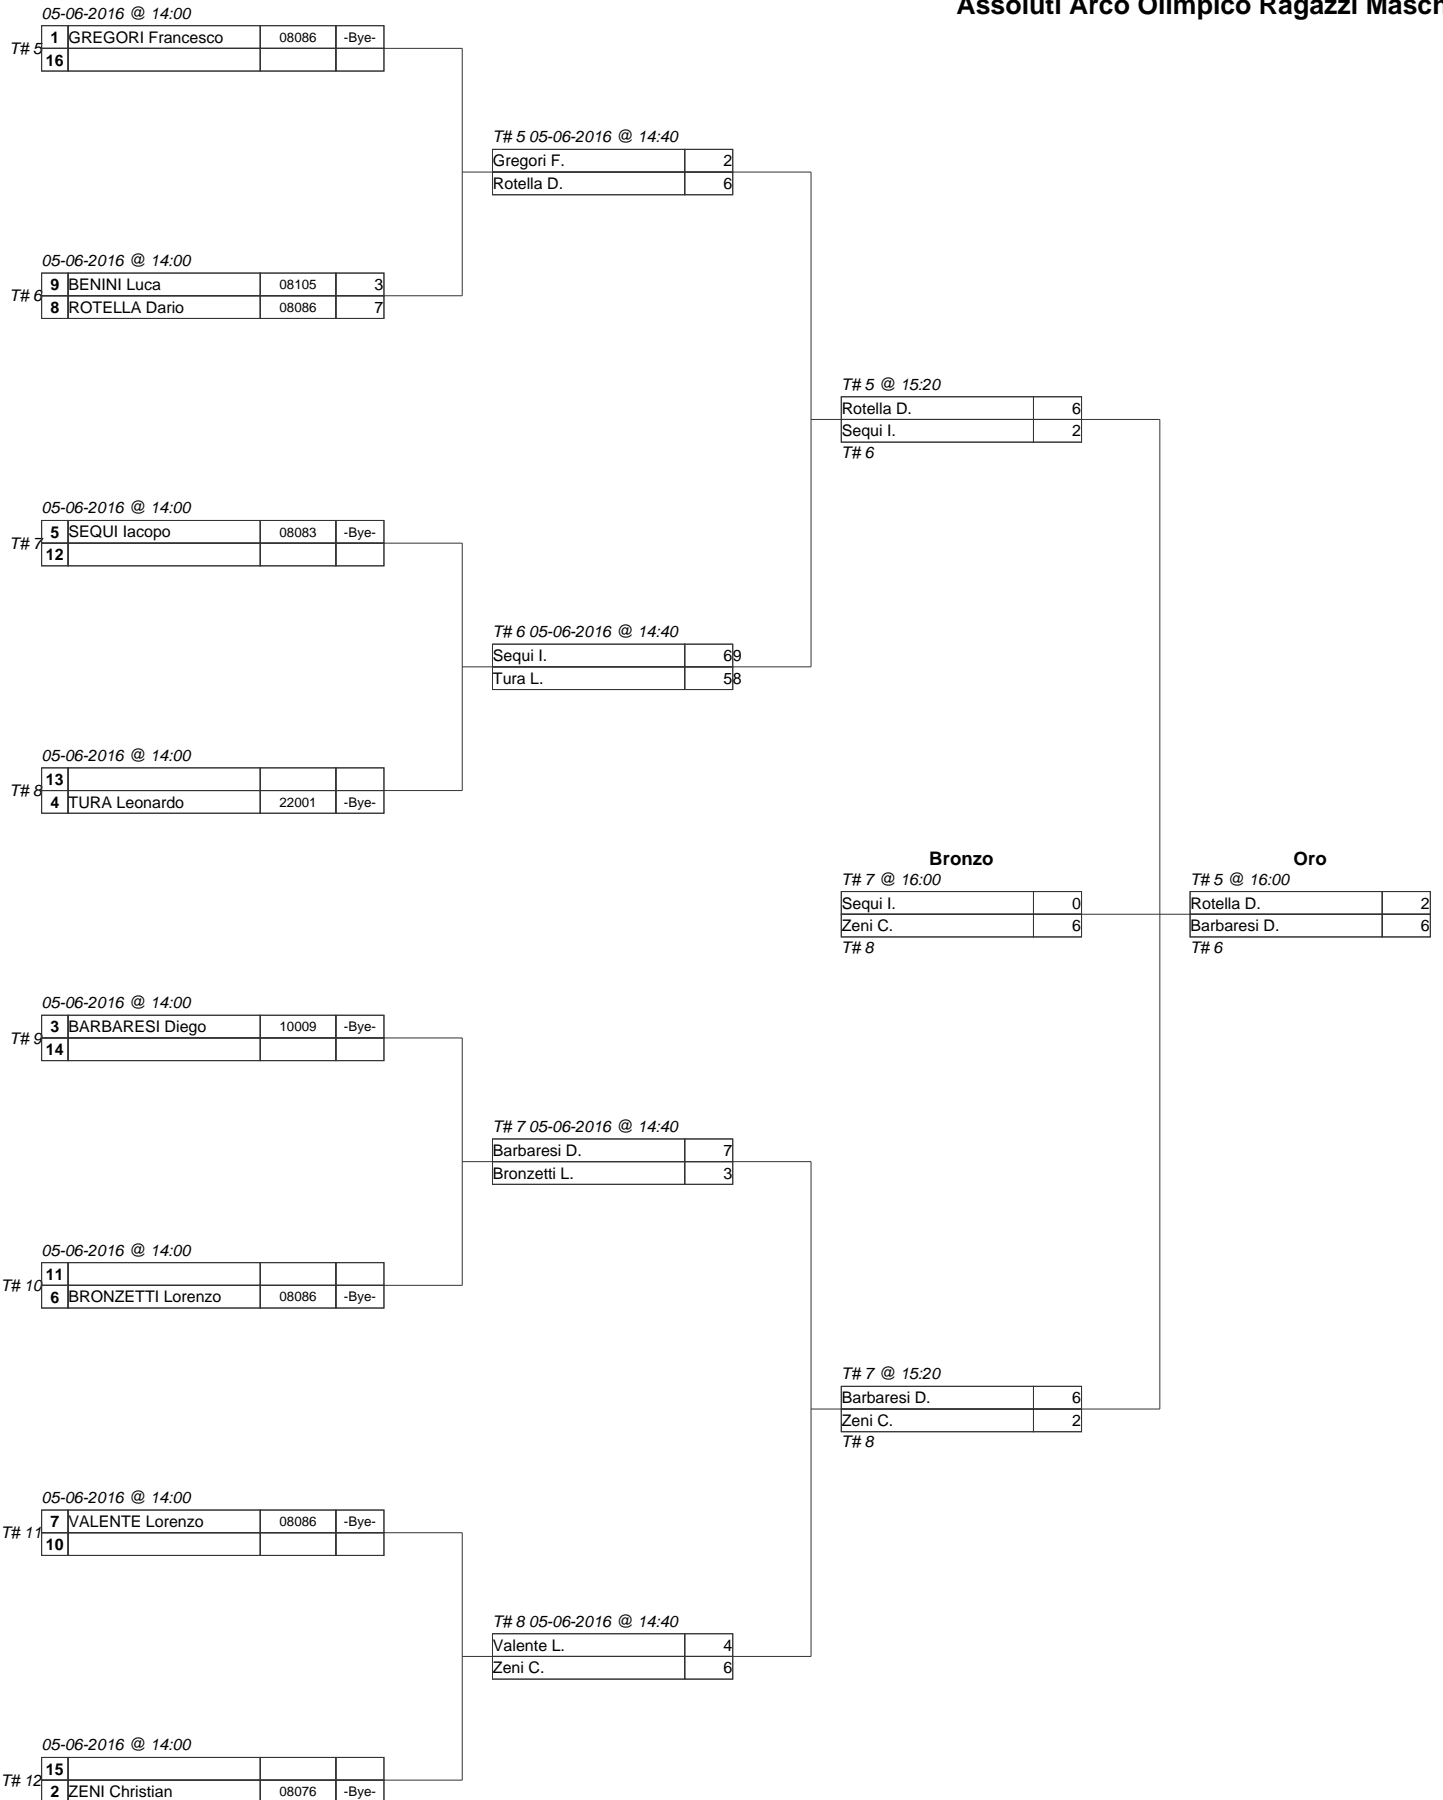 Assoluti Arco Olimpico Ragazzi Masch
05-06-2016 @ 14:00
T# 5
1 GREGORI Francesco 08086 -Bye-
16
T# 5 05-06-2016 @ 14:40
Gregori F. 2
Rotella D. 6
05-06-2016 @ 14:00
T# 6
9 BENINI Luca 08105 3
8 ROTELLA Dario 08086 7
T# 5 @ 15:20
Rotella D. 6
Sequi I. 2
T# 6
05-06-2016 @ 14:00
T# 7
5 SEQUI Iacopo 08083 -Bye-
12
T# 6 05-06-2016 @ 14:40
Sequi I. 69
Tura L. 58
05-06-2016 @ 14:00
T# 8
13
4 TURA Leonardo 22001 -Bye-
Bronzo
T# 7 @ 16:00
Sequi I. 0
Zeni C. 6
T# 8
Oro
T# 5 @ 16:00
Rotella D. 2
Barbaresi D. 6
T# 6
05-06-2016 @ 14:00
T# 9
3 BARBARESI Diego 10009 -Bye-
14
T# 7 05-06-2016 @ 14:40
Barbaresi D. 7
Bronzetti L. 3
05-06-2016 @ 14:00
T# 10
11
6 BRONZETTI Lorenzo 08086 -Bye-
T# 7 @ 15:20
Barbaresi D. 6
Zeni C. 2
T# 8
05-06-2016 @ 14:00
T# 11
7 VALENTE Lorenzo 08086 -Bye-
10
T# 8 05-06-2016 @ 14:40
Valente L. 4
Zeni C. 6
05-06-2016 @ 14:00
T# 12
15
2 ZENI Christian 08076 -Bye-